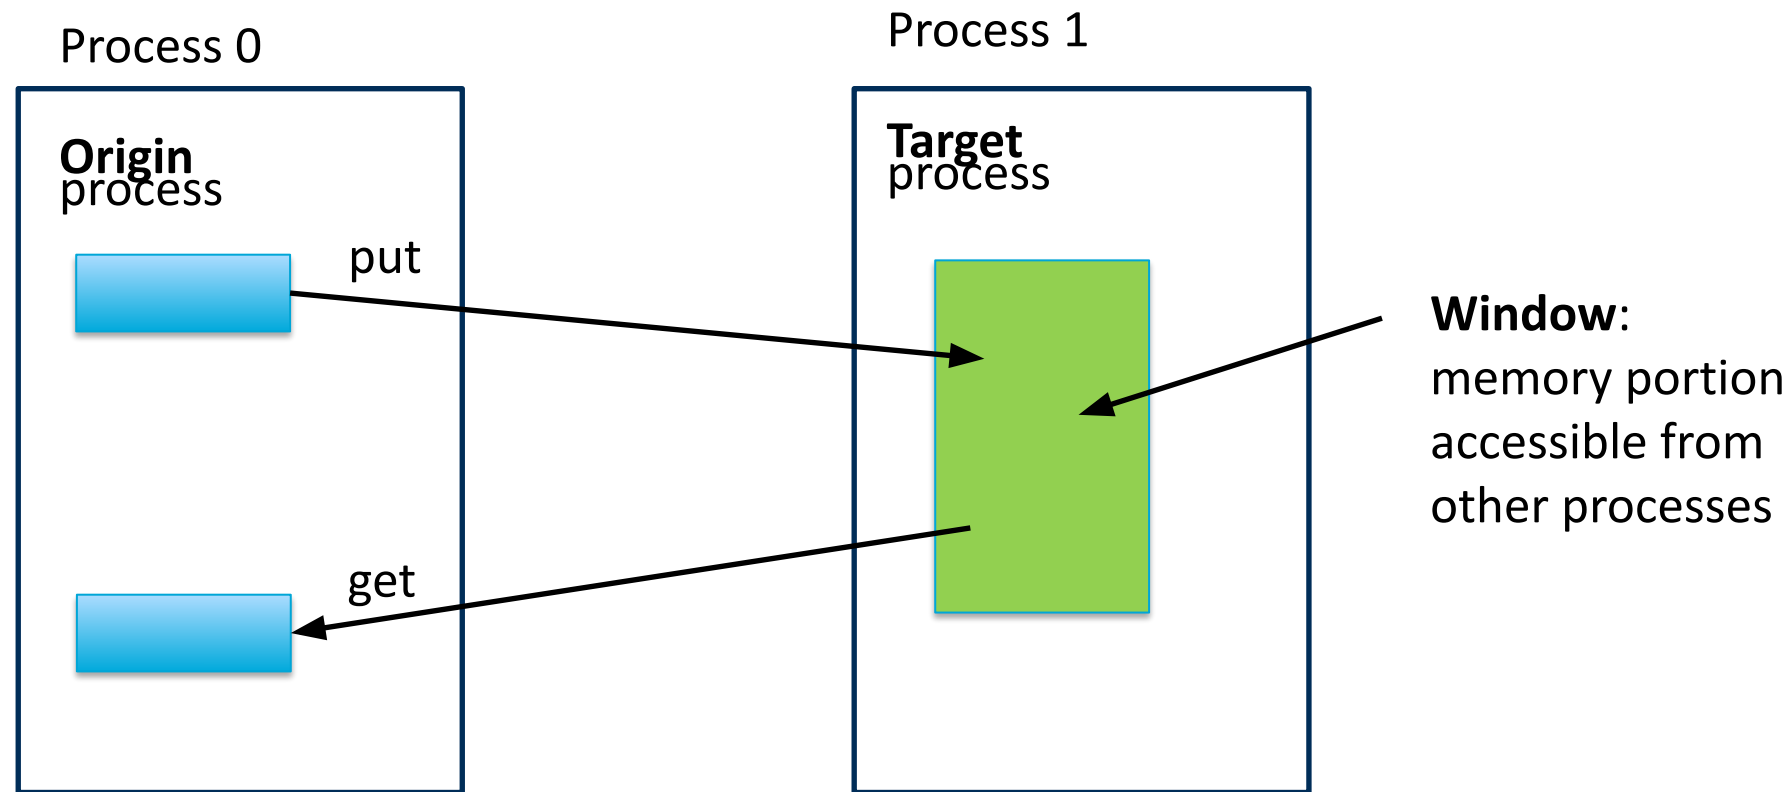 Process 0
Process 1
Origin
process
Target
process
put
get
Window:
memory portion
accessible from
other processes